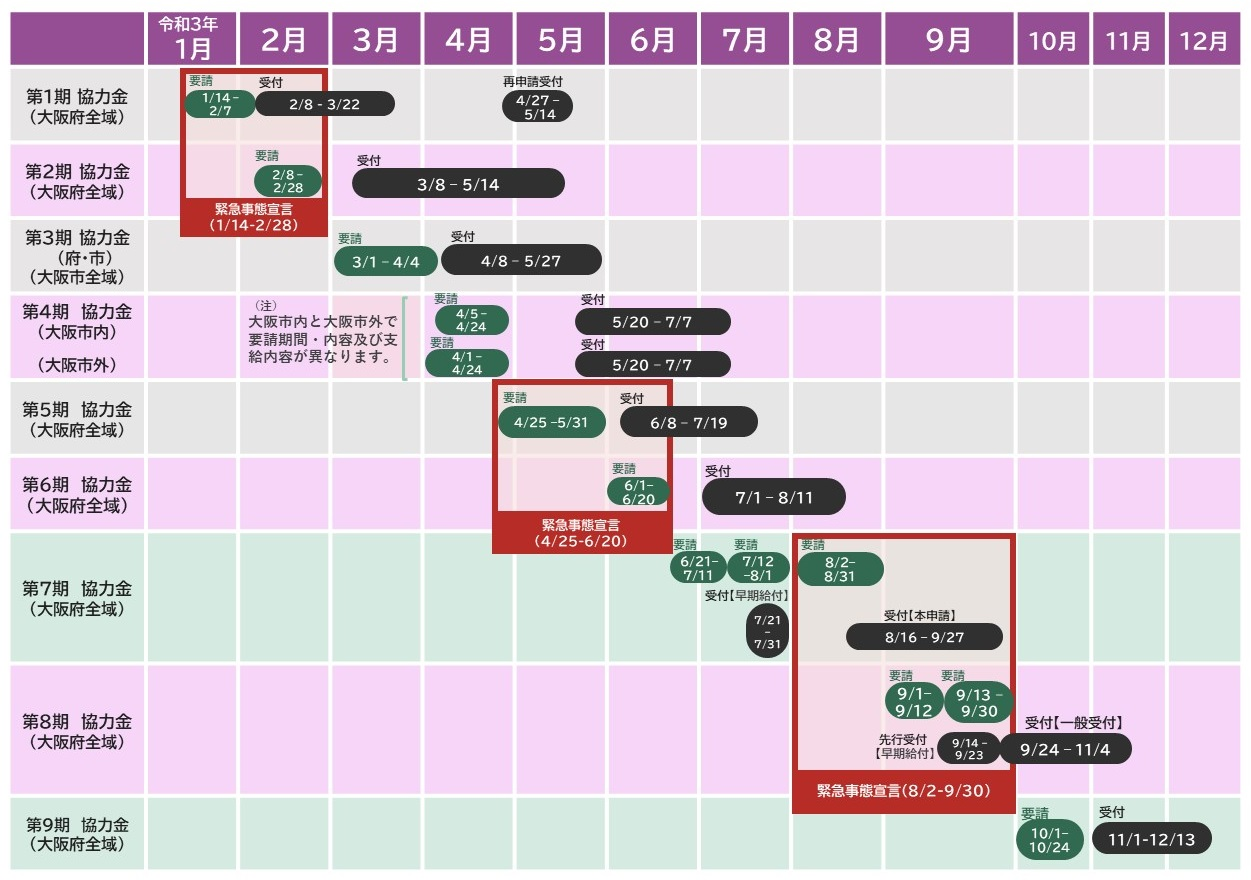 令和3年
1月
2月
3月
4月
5月
6月
7月
8月
9月
10月
11月
12月
第1期 協力金
（大阪府全域）
要請
1/14−
2/7
受付
2/8 - 3/22
再申請受付
4/27 −
5/14
第2期 協力金
（大阪府全域）
要請
2/8−
2/28
受付
3/8 − 5/14
緊急事態宣言
（1/14-2/28）
第3期 協力金
（府・市）
（大阪市全域）
要請
3/1 − 4/4
受付
4/8 − 5/27
第4期 協力金
（大阪市内）
（大阪市外）
（注）
大阪市内と大阪市外で
要請期間・内容及び支
給内容が異なります。
要請
4/5−
4/24
受付
5/20 − 7/7
要請
4/1 −
4/24
受付
5/20 − 7/7
第5期 協力金
（大阪府全域）
要請
4/25 −5/31
受付
6/8 − 7/19
第6期 協力金
（大阪府全域）
要請
6/1−
6/20
受付
7/1 − 8/11
緊急事態宣言
（4/25-6/20）
第7期 協力金
（大阪府全域）
要請
6/21−
7/11
要請
7/12
−8/1
要請
8/2−
8/31
受付【早期給付】
7/21
−
7/31
受付【本申請】
8/16 − 9/27
第8期 協力金
（大阪府全域）
要請
9/1−
9/12
要請
9/13 −
9/30
先行受付
【早期給付】
9/14 −
9/23
受付【一般受付】
9/24 − 11/4
緊急事態宣言（8/2-9/30）
第9期 協力金
（大阪府全域）
要請
10/1−
10/24
受付
11/1-12/13